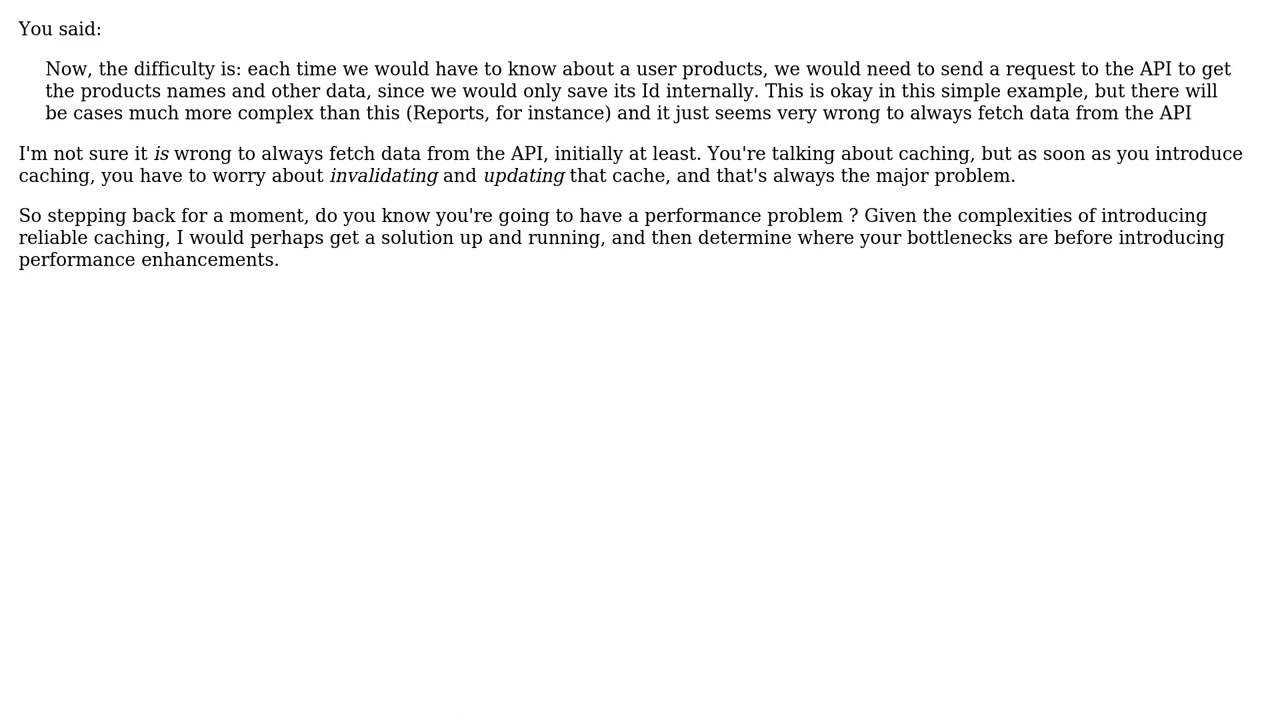 You said:
Now, the difficulty is: each time we would have to know about a user products, we would need to send a request to the API to get
the products names and other data, since we would only save its Id internally. This is okay in this simple example, but there will
be cases much more complex than this (Reports, for instance) and it just seems very wrong to always fetch data from the API
I'm not sure it is wrong to always fetch data from the API, initially at least. You're talking about caching, but as soon as you introduce
caching, you have to worry about invalidating and updating that cache, and that's always the major problem.
So stepping back for a moment, do you know you're going to have a performance problem ? Given the complexities of introducing
reliable caching, I would perhaps get a solution up and running, and then determine where your bottlenecks are before introducing
performance enhancements.